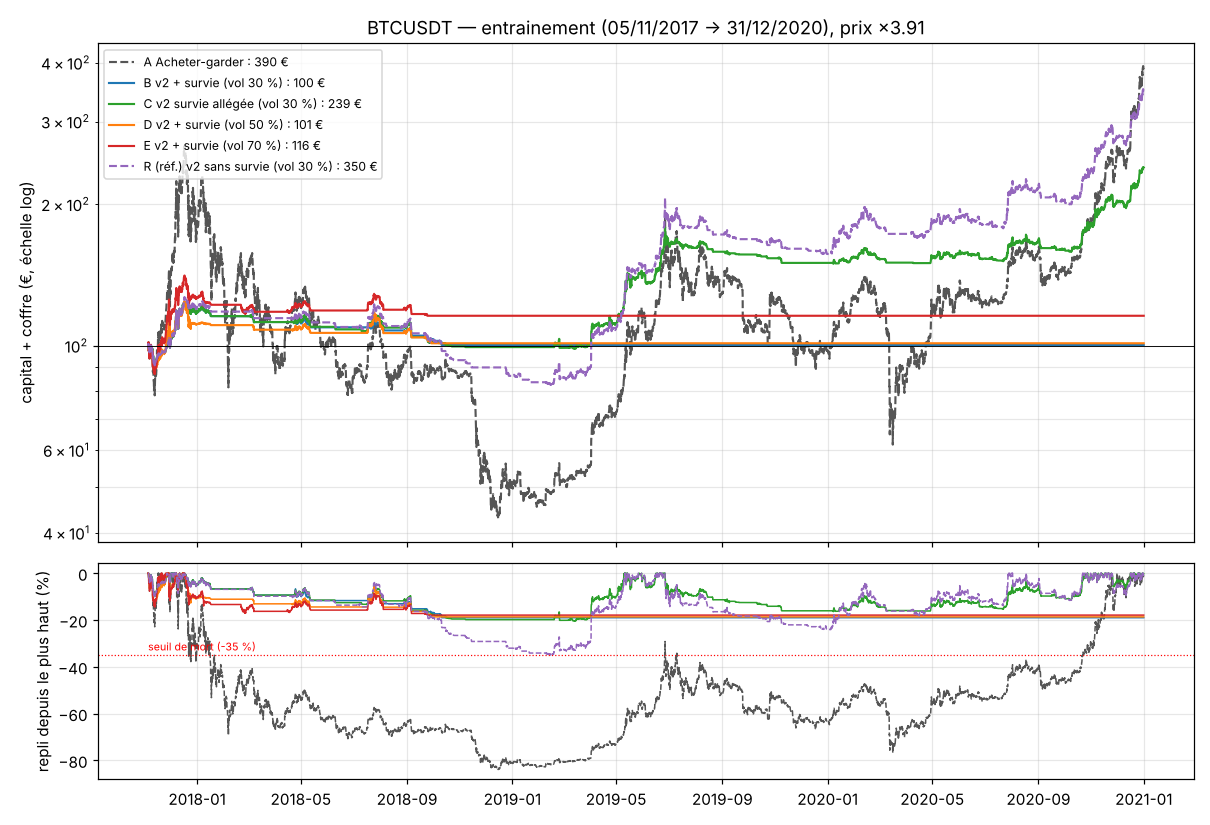 BTCUSDT — entrainement (05/11/2017 → 31/12/2020), prix ×3.91
capital + coffre (€, échelle log)
4 × 10²
3 × 10²
2 × 10²
10²
6 × 10¹
4 × 10¹
A Acheter-garder : 390 €
B v2 + survie (vol 30 %) : 100 €
C v2 survie allégée (vol 30 %) : 239 €
D v2 + survie (vol 50 %) : 101 €
E v2 + survie (vol 70 %) : 116 €
R (réf.) v2 sans survie (vol 30 %) : 350 €
repli depuis le plus haut (%)
0
−20
−40
−60
−80
seuil de (-35 %)
2018-01
2018-05
2018-09
2019-01
2019-05
2019-09
2020-01
2020-05
2020-09
2021-01